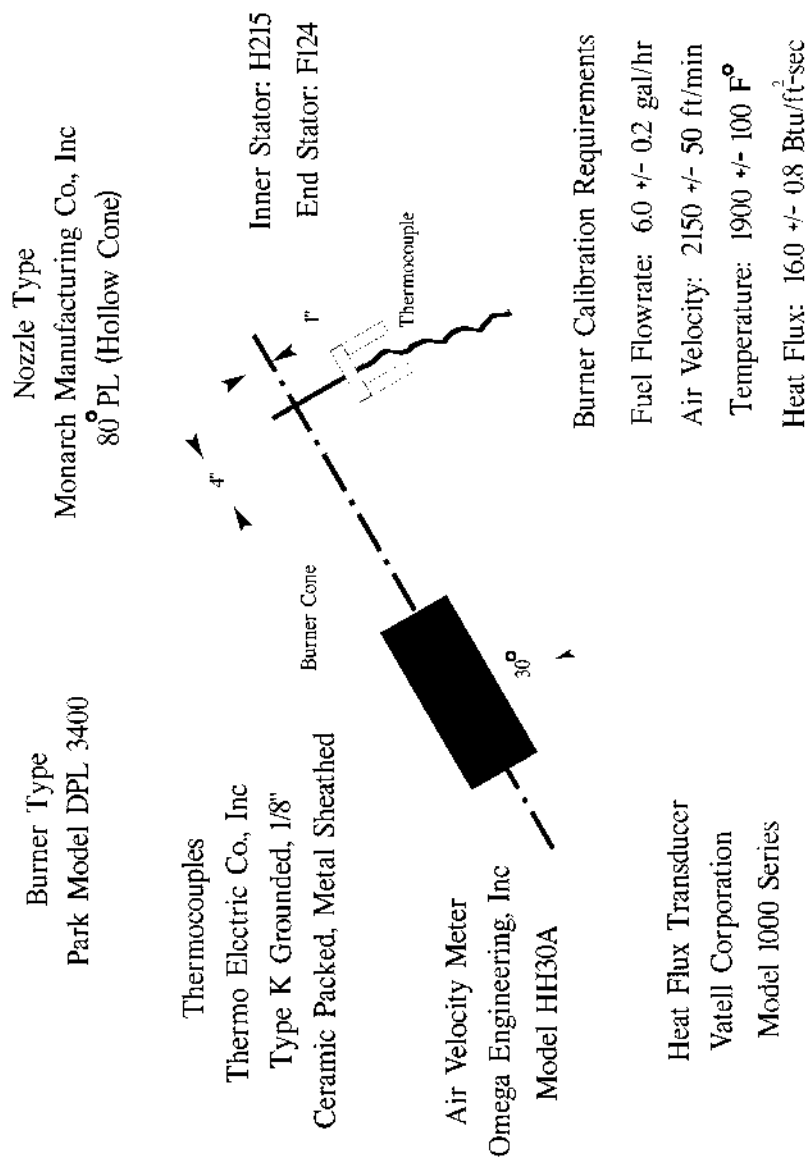 Burner Type
Park Model DPL 3400
Nozzle Type
Monarch Manufacturing Co., Inc
80° PL (Hollow Cone)
Thermocouples
Thermo Electric Co., Inc
Type K Grounded, 1/8"
Ceramic Packed, Metal Sheathed
Inner Stator: H215
End Stator: F124
4"
1"
Burner Cone
Thermocouple
30°
Air Velocity Meter
Omega Engineering, Inc
Model HH30A
Heat Flux Transducer
Vatell Corporation
Model 1000 Series
Burner Calibration Requirements
Fuel Flowrate: 6.0 +/- 0.2 gal/hr
Air Velocity: 2150 +/- 50 ft/min
Temperature: 1900 +/- 100 F°
Heat Flux: 16.0 +/- 0.8 Btu/ft²-sec